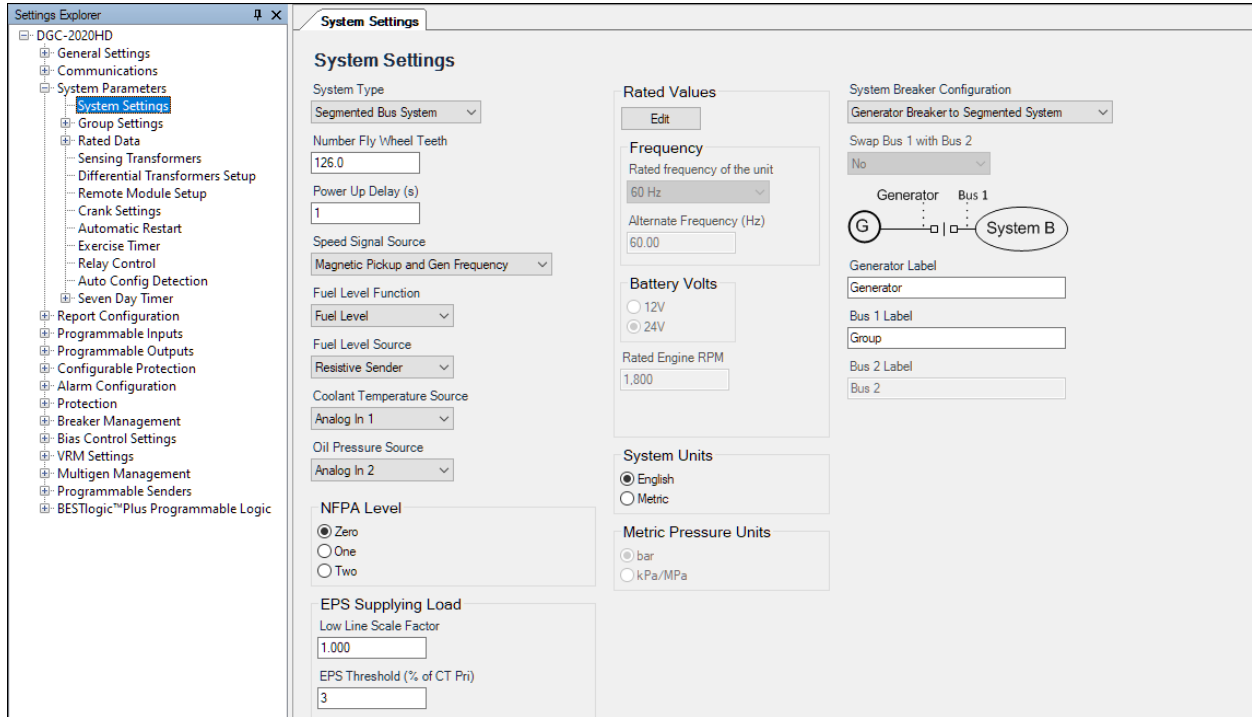 Settings Explorer
DGC-2020HD
General Settings
Communications
System Parameters
System Settings
Group Settings
Rated Data
Sensing Transformers
Differential Transformers Setup
Remote Module Setup
Crank Settings
Automatic Restart
Exercise Timer
Relay Control
Auto Config Detection
Seven Day Timer
Report Configuration
Programmable Inputs
Programmable Outputs
Configurable Protection
Alarm Configuration
Protection
Breaker Management
Bias Control Settings
VRM Settings
Multigen Management
Programmable Senders
BESTlogic™Plus Programmable Logic
System Settings
System Settings
System Type
Segmented Bus System
Number Fly Wheel Teeth
126.0
Power Up Delay (s)
1
Speed Signal Source
Magnetic Pickup and Gen Frequency
Fuel Level Function
Fuel Level
Fuel Level Source
Resistive Sender
Coolant Temperature Source
Analog In 1
Oil Pressure Source
Analog In 2
NFPA Level
Zero
One
Two
EPS Supplying Load
Low Line Scale Factor
1.000
EPS Threshold (% of CT Pri)
3
Rated Values
Edit
Frequency
Rated frequency of the unit
60 Hz
Alternate Frequency (Hz)
60.00
Battery Volts
12V
24V
Rated Engine RPM
1,800
System Units
English
Metric
Metric Pressure Units
bar
kPa/MPa
System Breaker Configuration
Generator Breaker to Segmented System
Swap Bus 1 with Bus 2
No
Generator Bus 1
G System B
Generator Label
Generator
Bus 1 Label
Group
Bus 2 Label
Bus 2